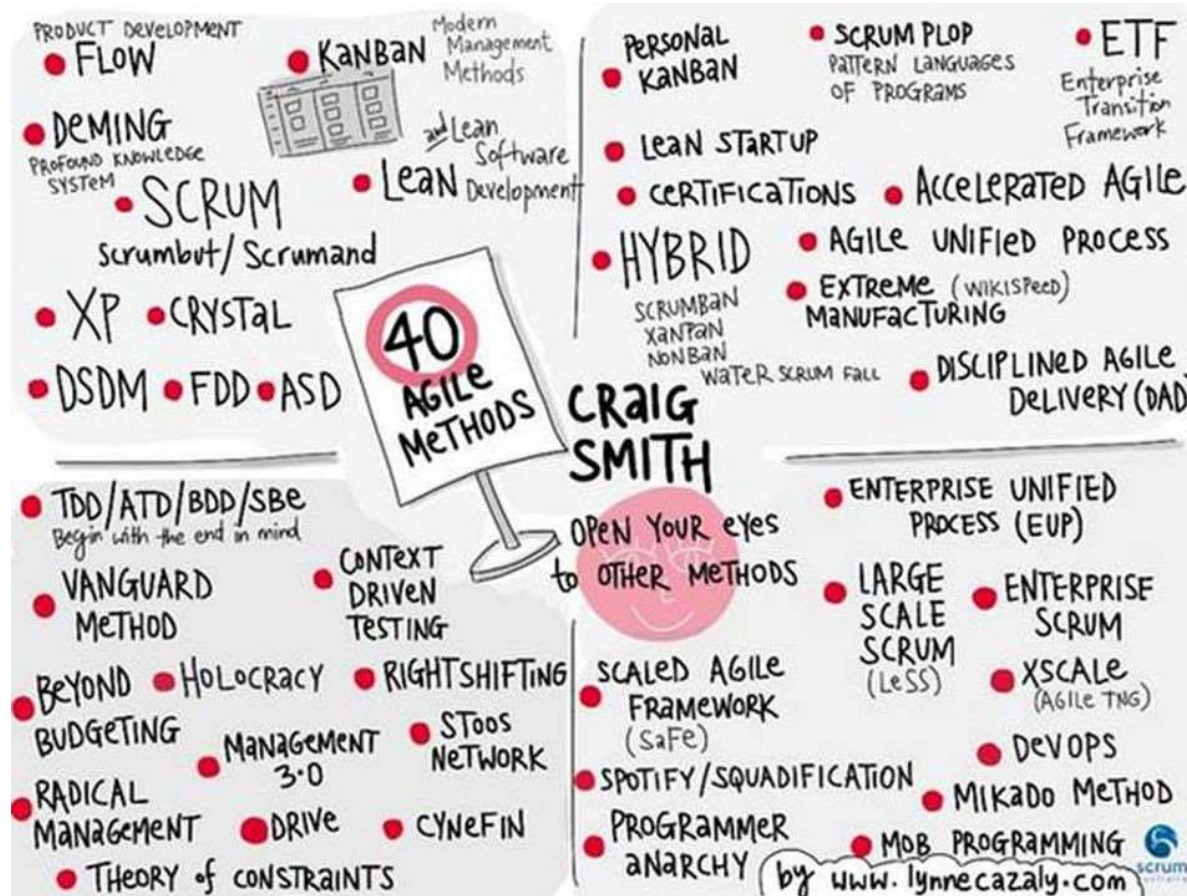 PRODUCT DEVELOPMENT
FLOW
KANBAN
Modern
Management
Methods
DEMING
PROFOUND KNOWLEDGE
SYSTEM
and Lean
Software
LEAN Development
SCRUM
Scrumbut/Scrumand
XP
CRYSTAL
DSDM
FDD
ASD
40
AGILE
METHODS
PERSONAL
KANBAN
SCRUM PLOP
PATTERN LANGUAGES
OF PROGRAMS
ETF
Enterprise
Transition
Framework
LEAN STARTUP
CERTIFICATIONS
ACCELERATED AGILE
HYBRID
SCRUMBAN
XANPAN
NONBAN
WATER SCRUM FALL
AGILE UNIFIED PROCESS
EXTREME (WIKISPEED)
MANUFACTURING
DISCIPLINED AGILE
DELIVERY (DAD
CRAIG
SMITH
OPEN YOUR EYES
to OTHER METHODS
TDD/ATD/BDD/SBE
Begin with the end in mind
VANGUARD
METHOD
CONTEXT
DRIVEN
TESTING
BEYOND
BUDGETING
HOLOCRACY
RIGHTSHIFTING
MANAGEMENT
3.0
STOOS
NETWORK
RADICAL
MANAGEMENT
DRIVE
CYNEFIN
THEORY of CONSTRAINTS
ENTERPRISE UNIFIED
PROCESS (EUP)
LARGE
SCALE
SCRUM
(LeSS)
ENTERPRISE
SCRUM
XSCALE
(AGILE TNG)
SCALED AGILE
FRAMEWORK
(SaFe)
DEVOPS
SPOTIFY/SQUADIFICATION
MIKADO METHOD
PROGRAMMER
ANARCHY
MOB PROGRAMMING
by www.lynnecazaly.com
scrum